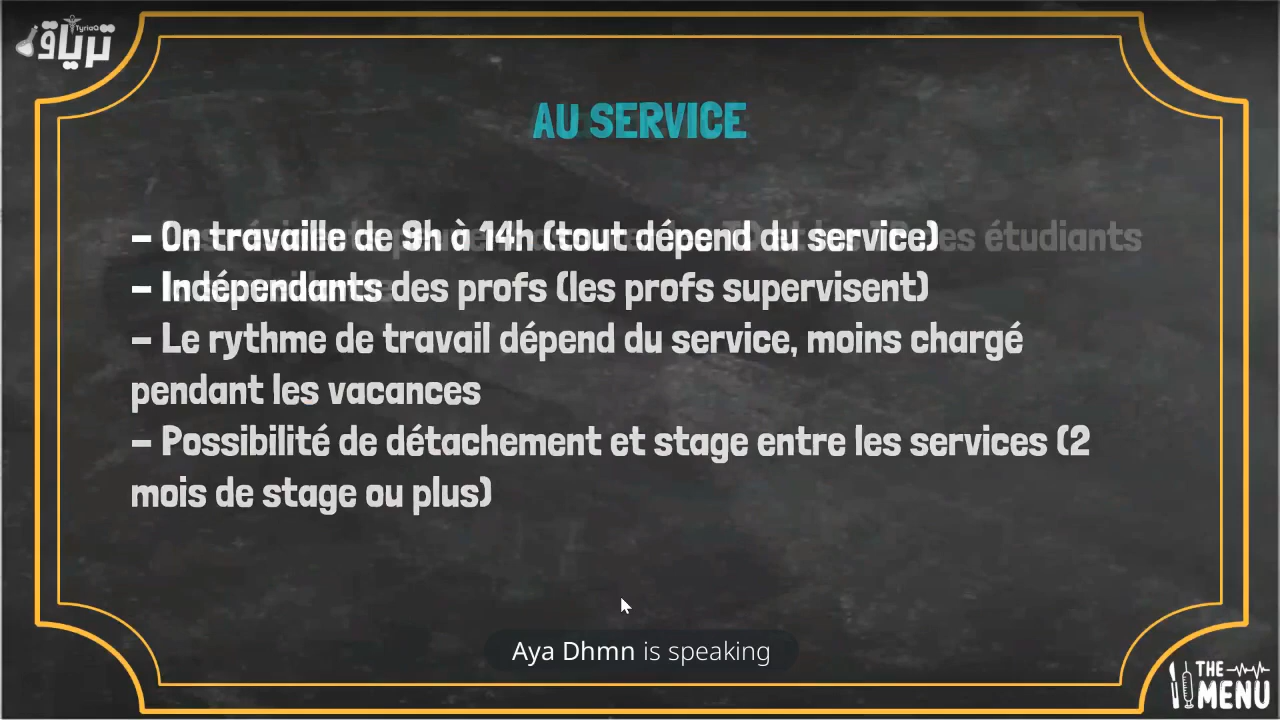 TyriaQ
ترياق
AU SERVICE
– On travaille de 9h à 14h (tout dépend du service)
es étudiants
– Indépendants des profs (les profs supervisent)
– Le rythme de travail dépend du service, moins chargé
pendant les vacances
– Possibilité de détachement et stage entre les services (2
mois de stage ou plus)
Aya Dhmn is speaking
THE
MENU